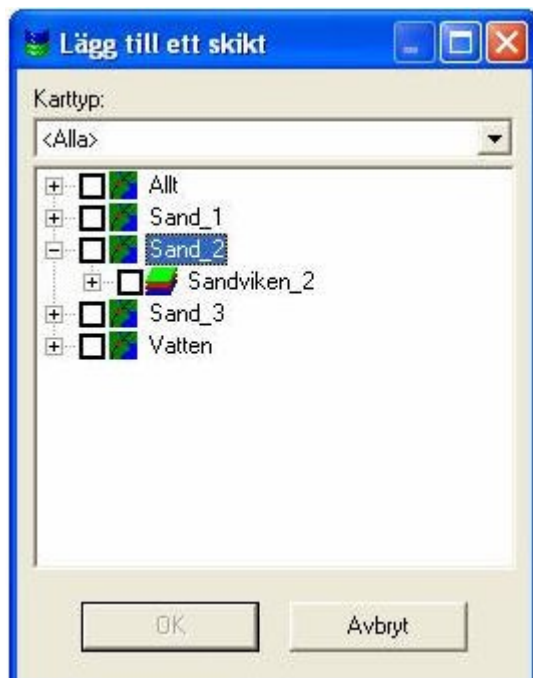 Lägg till ett skikt
Karttyp:
<Alla>
Allt
Sand_1
Sand_2
Sandviken_2
Sand_3
Vatten
OK Avbryt